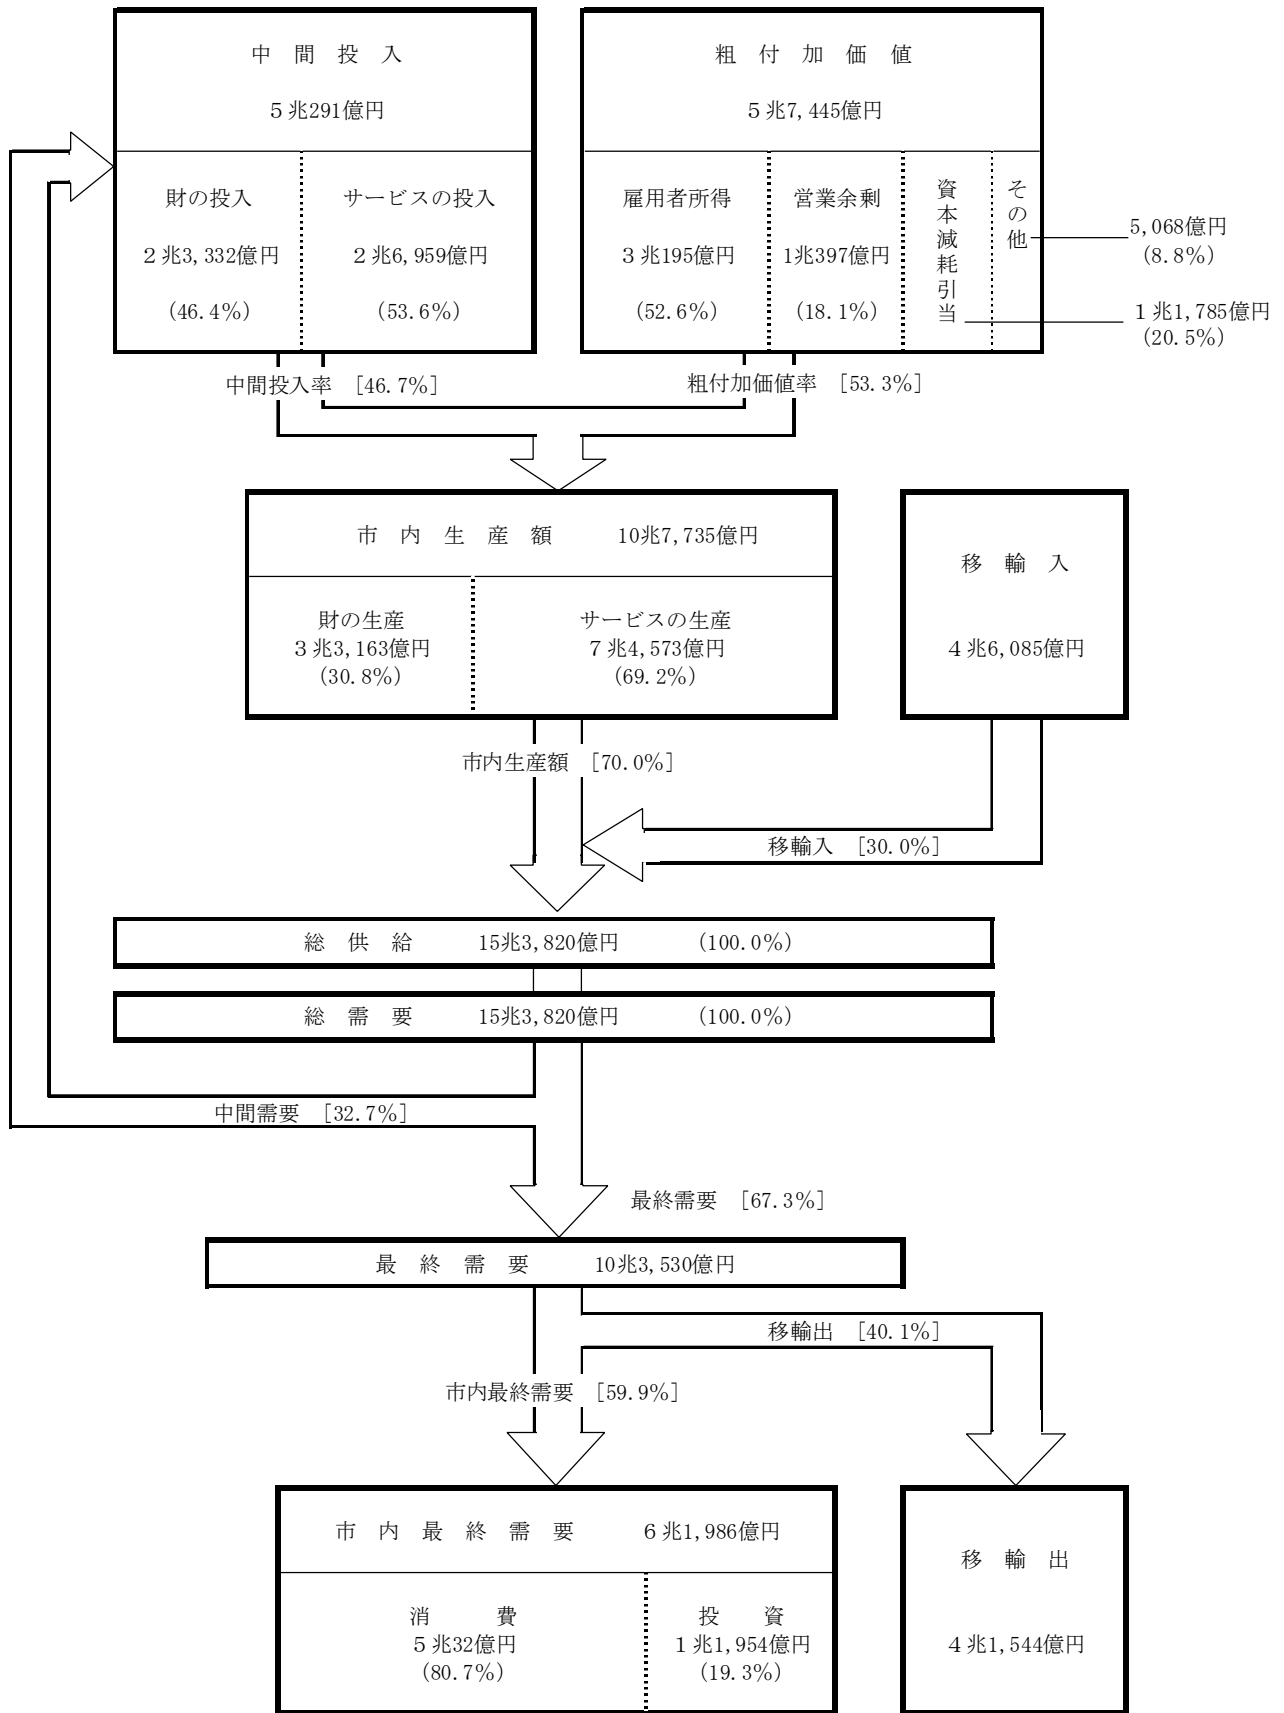 中　間　投　入
５兆291億円
財の投入
２兆3,332億円
(46.4％)
サービスの投入
２兆6,959億円
(53.6％)
粗　付　加　価　値
５兆7,445億円
雇用者所得
３兆195億円
(52.6％)
営業余剰
1兆397億円
(18.1％)
資本減耗引当
その他
5,068億円
(8.8％)
１兆1,785億円
(20.5％)
中間投入率　[46.7％]
粗付加価値率　[53.3％]
市　内　生　産　額　　　10兆7,735億円
財の生産
３兆3,163億円
(30.8％)
サービスの生産
７兆4,573億円
(69.2％)
移　輸　入
４兆6,085億円
市内生産額　[70.0％]
移輸入　[30.0％]
総　供　給　　　15兆3,820億円　　　　(100.0％)
総　需　要　　　15兆3,820億円　　　　(100.0％)
中間需要　[32.7％]
最終需要　[67.3％]
最　終　需　要　　　10兆3,530億円
移輸出　[40.1％]
市内最終需要　[59.9％]
市　内　最　終　需　要　　　６兆1,986億円
消　　　費
５兆32億円
(80.7％)
投　　資
１兆1,954億円
(19.3％)
移　輸　出
４兆1,544億円